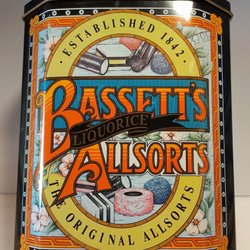 · ESTABLISHED 1842 ·
BASSETT'S
LIQUORICE
ALLSORTS
THE ORIGINAL ALLSORTS